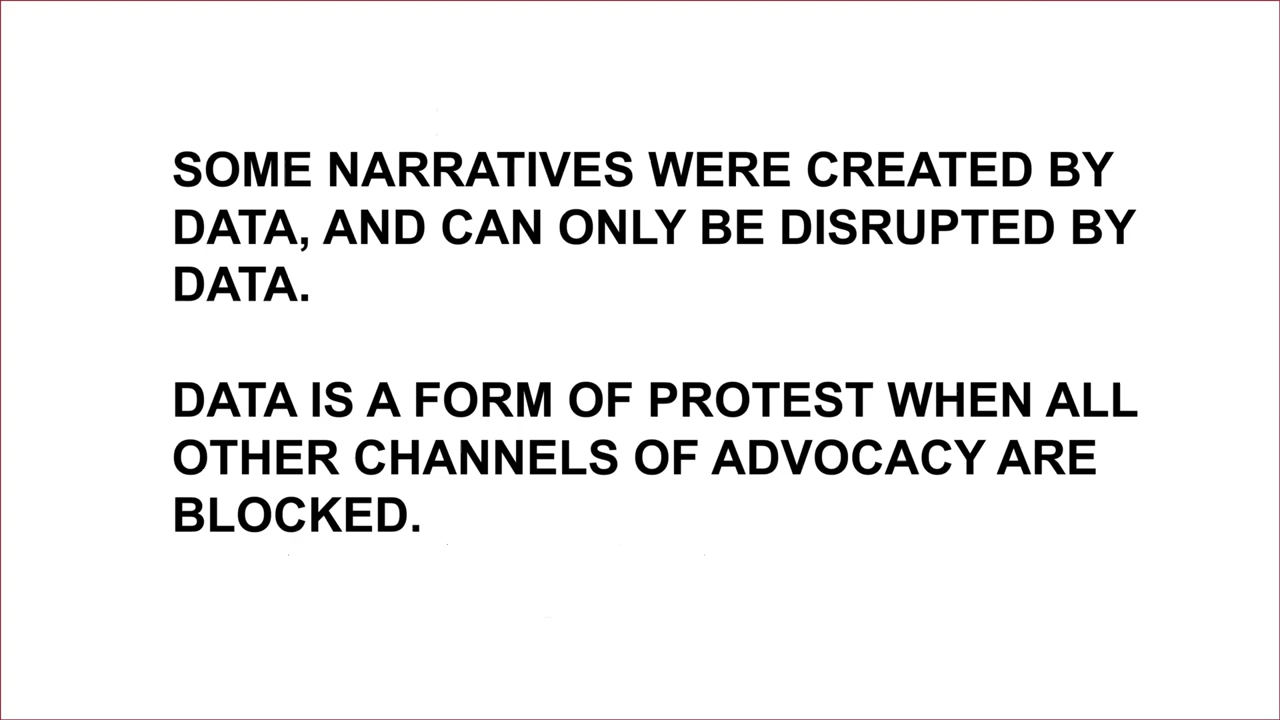 SOME NARRATIVES WERE CREATED BY
DATA, AND CAN ONLY BE DISRUPTED BY
DATA.
DATA IS A FORM OF PROTEST WHEN ALL
OTHER CHANNELS OF ADVOCACY ARE
BLOCKED.